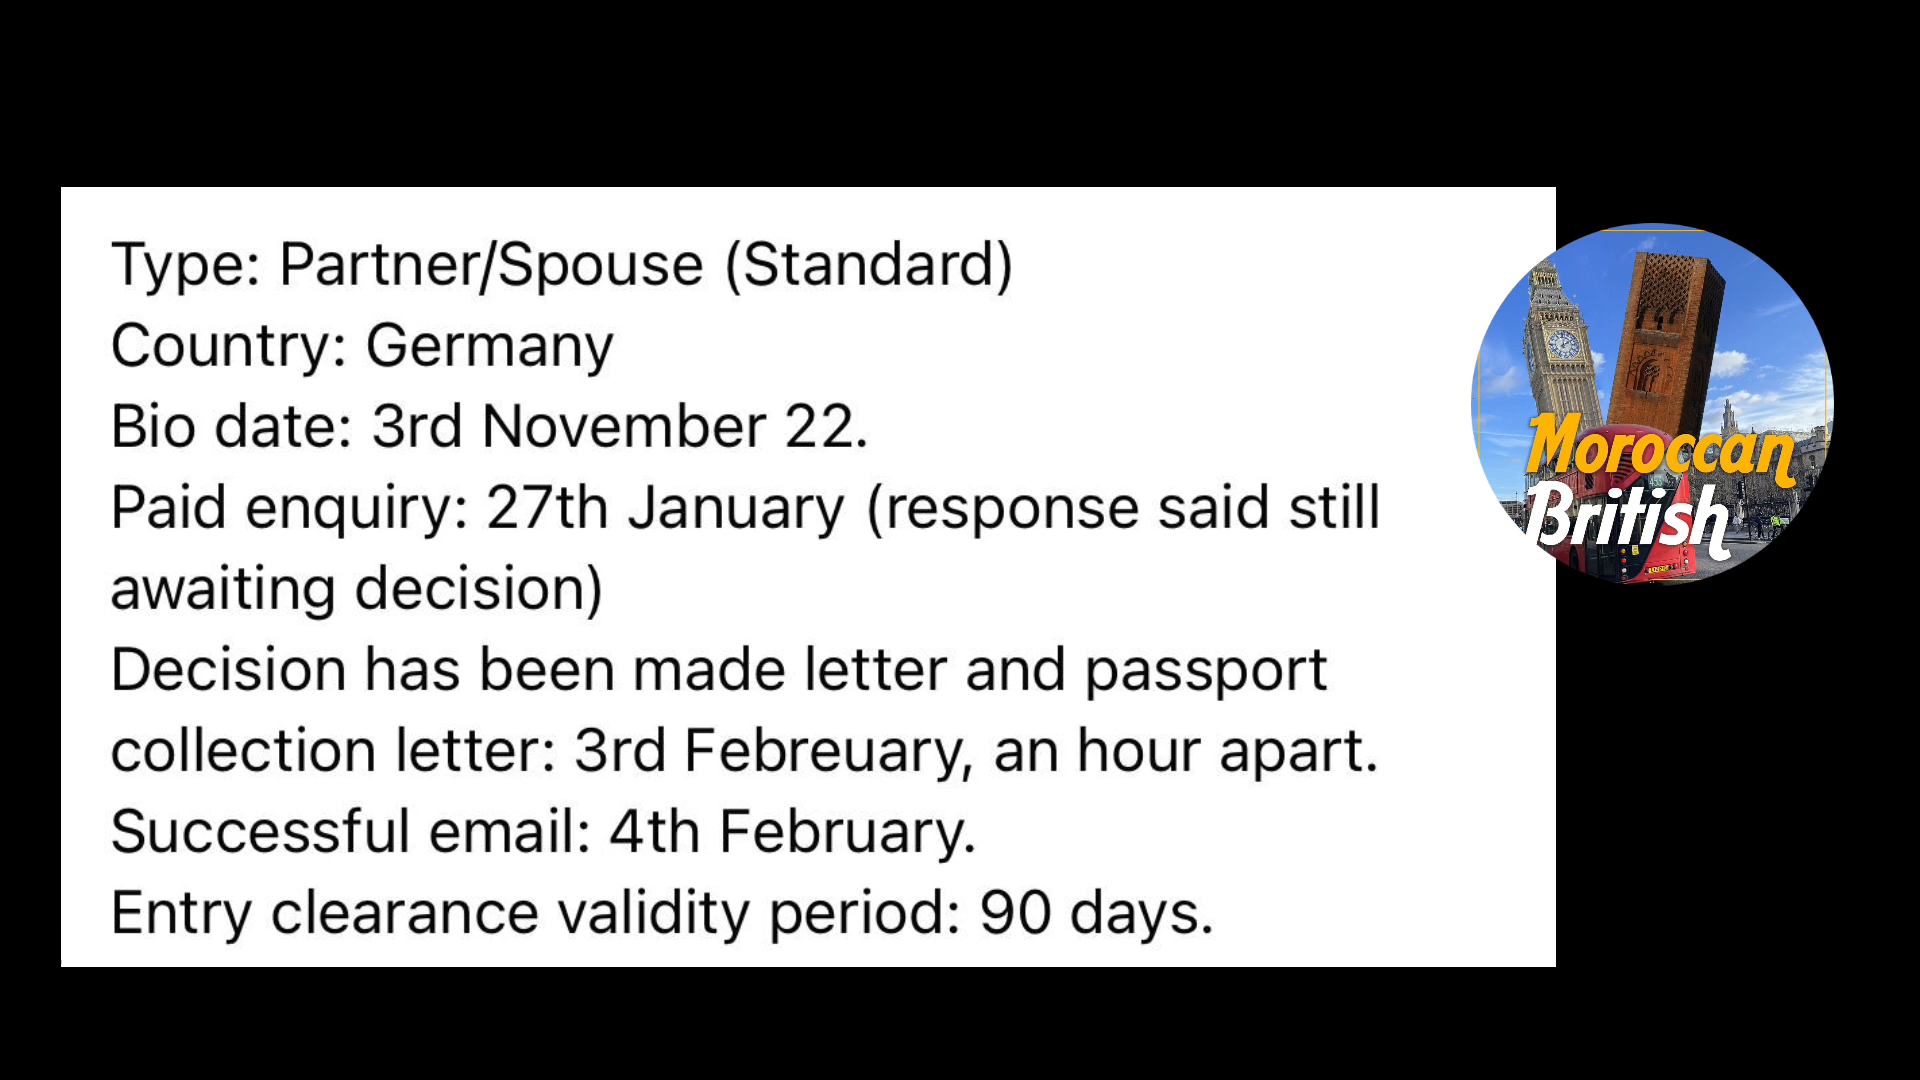 Type: Partner/Spouse (Standard)
Country: Germany
Bio date: 3rd November 22.
Paid enquiry: 27th January (response said still
awaiting decision)
Decision has been made letter and passport
collection letter: 3rd Febreuary, an hour apart.
Successful email: 4th February.
Entry clearance validity period: 90 days.
Moroccan
British